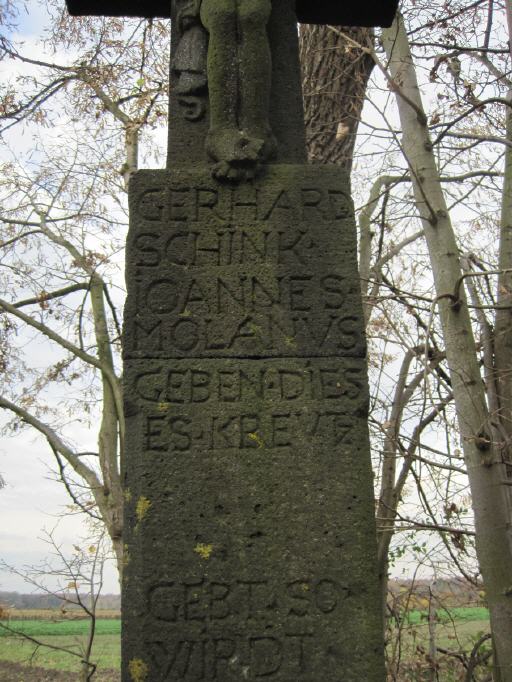 GERHARD
SCHINK·
IOANNES·
MOLANVS
GEBEN·DIES
ES·KREVTZ
GEBT·SO
WIRDT